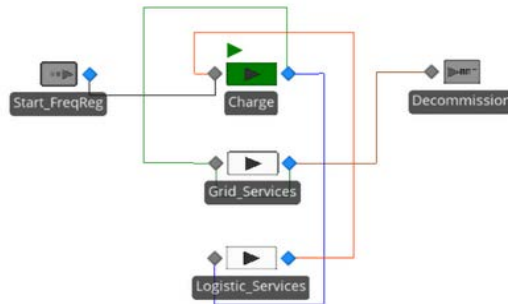 Start_FreqReg
Charge
Decommission
Grid_Services
Logistic_Services